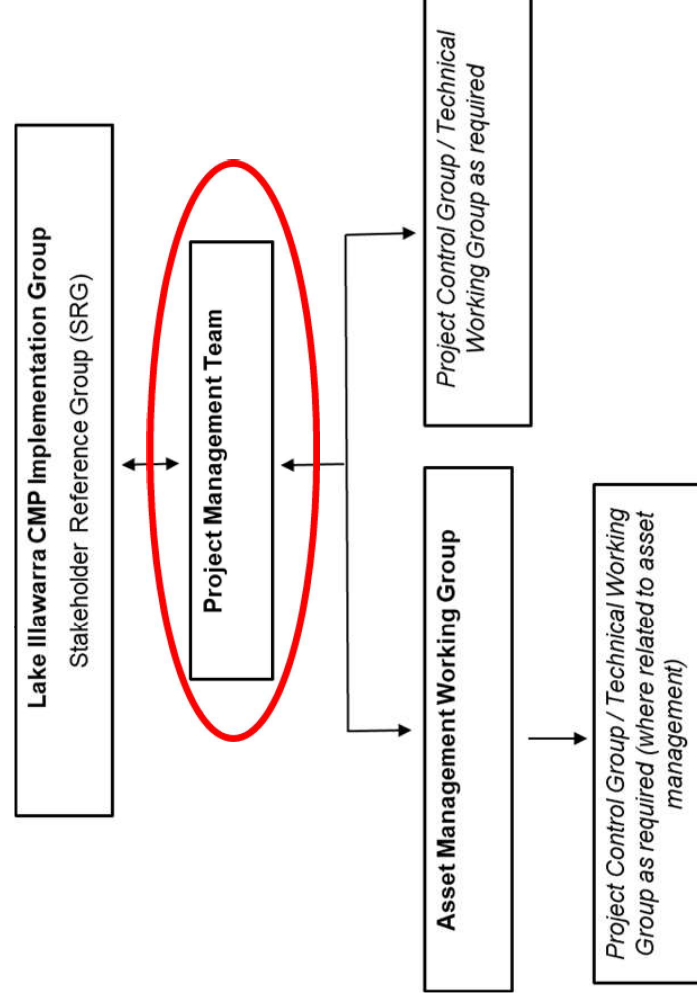 Lake Illawarra CMP Implementation Group
Stakeholder Reference Group (SRG)
Project Management Team
Asset Management Working Group
Project Control Group / Technical
Working Group as required
Project Control Group / Technical Working
Group as required (where related to asset
management)